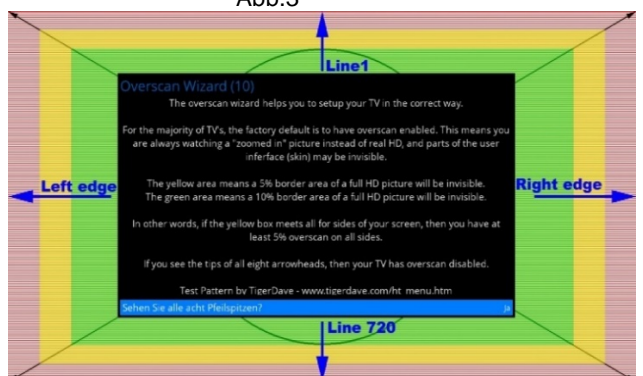 Abb.3
Line1
Overscan Wizard (10)
The overscan wizard helps you to setup your TV in the correct way.
For the majority of TV's, the factory default is to have overscan enabled. This means you
are always watching a "zoomed in" picture instead of real HD, and parts of the user
inferface (skin) may be invisible.
Left edge
Right edge
The yellow area means a 5% border area of a full HD picture will be invisible.
The green area means a 10% border area of a full HD picture will be invisible.
In other words, if the yellow box meets all for sides of your screen, then you have at
least 5% overscan on all sides.
If you see the tips of all eight arrowheads, then your TV has overscan disabled.
Test Pattern by TigerDave - www.tigerdave.com/ht_menu.htm
Sehen Sie alle acht Pfeilspitzen? Ja
Line 720